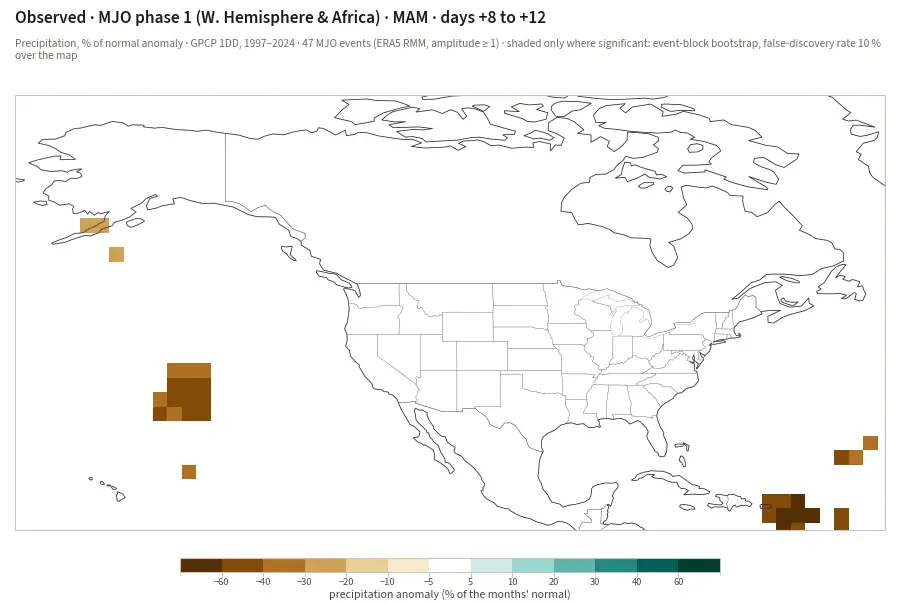 Observed · MJO phase 1 (W. Hemisphere & Africa) · MAM · days +8 to +12
Precipitation, % of normal anomaly · GPCP 1DD, 1997–2024 · 47 MJO events (ERA5 RMM, amplitude ≥ 1) · shaded only where significant: event-block bootstrap, false-discovery rate 10 %
over the map
−60 −40 −30 −20 −10 −5 5 10 20 30 40 60
precipitation anomaly (% of the months' normal)